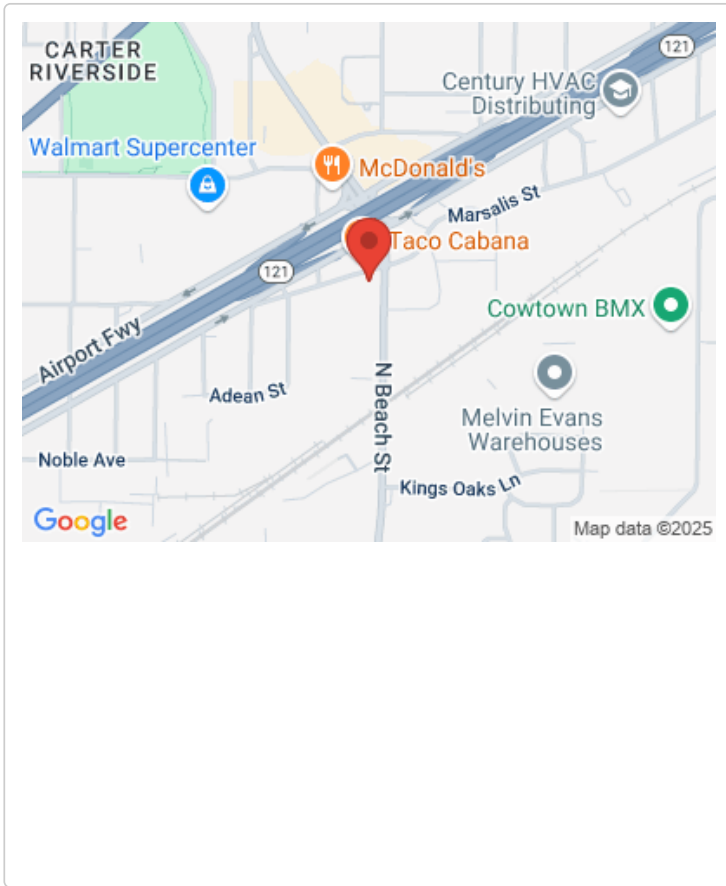 CARTER
RIVERSIDE
121
Century HVAC
Distributing
Walmart Supercenter
McDonald's
Marsalis St
Taco Cabana
121
Cowtown BMX
Airport Fwy
Adean St
N Beach St
Melvin Evans
Warehouses
Noble Ave
Kings Oaks Ln
Google
Map data ©2025